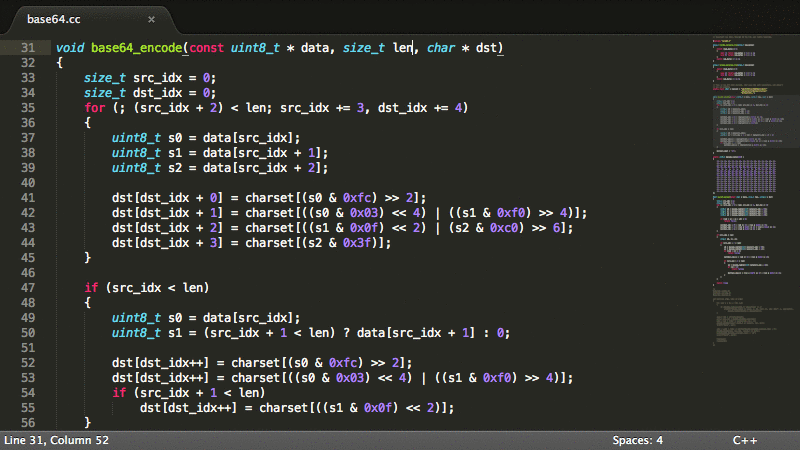 base64.cc ×
31 void base64_encode(const uint8_t * data, size_t len, char * dst)
32 {
33     size_t src_idx = 0;
34     size_t dst_idx = 0;
35     for (; (src_idx + 2) < len; src_idx += 3, dst_idx += 4)
36     {
37         uint8_t s0 = data[src_idx];
38         uint8_t s1 = data[src_idx + 1];
39         uint8_t s2 = data[src_idx + 2];
40
41         dst[dst_idx + 0] = charset[(s0 & 0xfc) >> 2];
42         dst[dst_idx + 1] = charset[((s0 & 0x03) << 4) | ((s1 & 0xf0) >> 4)];
43         dst[dst_idx + 2] = charset[((s1 & 0x0f) << 2) | (s2 & 0xc0) >> 6];
44         dst[dst_idx + 3] = charset[(s2 & 0x3f)];
45     }
46
47     if (src_idx < len)
48     {
49         uint8_t s0 = data[src_idx];
50         uint8_t s1 = (src_idx + 1 < len) ? data[src_idx + 1] : 0;
51
52         dst[dst_idx++] = charset[(s0 & 0xfc) >> 2];
53         dst[dst_idx++] = charset[((s0 & 0x03) << 4) | ((s1 & 0xf0) >> 4)];
54         if (src_idx + 1 < len)
55             dst[dst_idx++] = charset[((s1 & 0x0f) << 2)];
56     }
Line 31, Column 52 Spaces: 4 C++